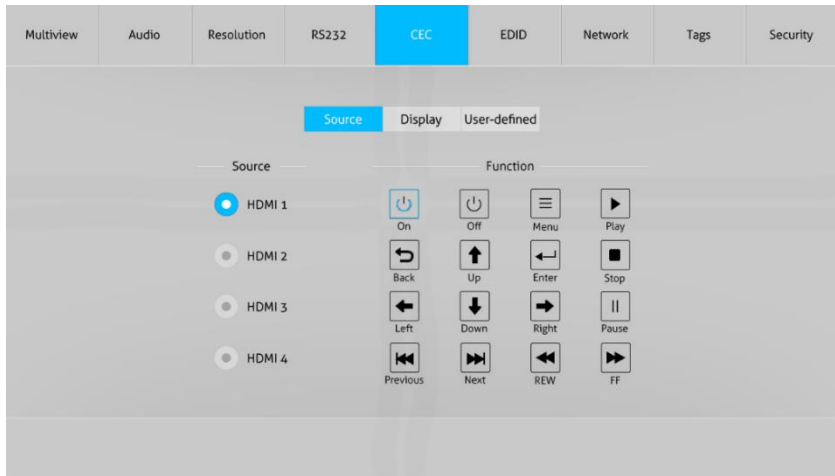 Multiview Audio Resolution RS232 CEC EDID Network Tags Security
Source Display User-defined
Source Function
HDMI 1
On Off Menu Play
HDMI 2
Back Up Enter Stop
HDMI 3
Left Down Right Pause
HDMI 4
Previous Next REW FF